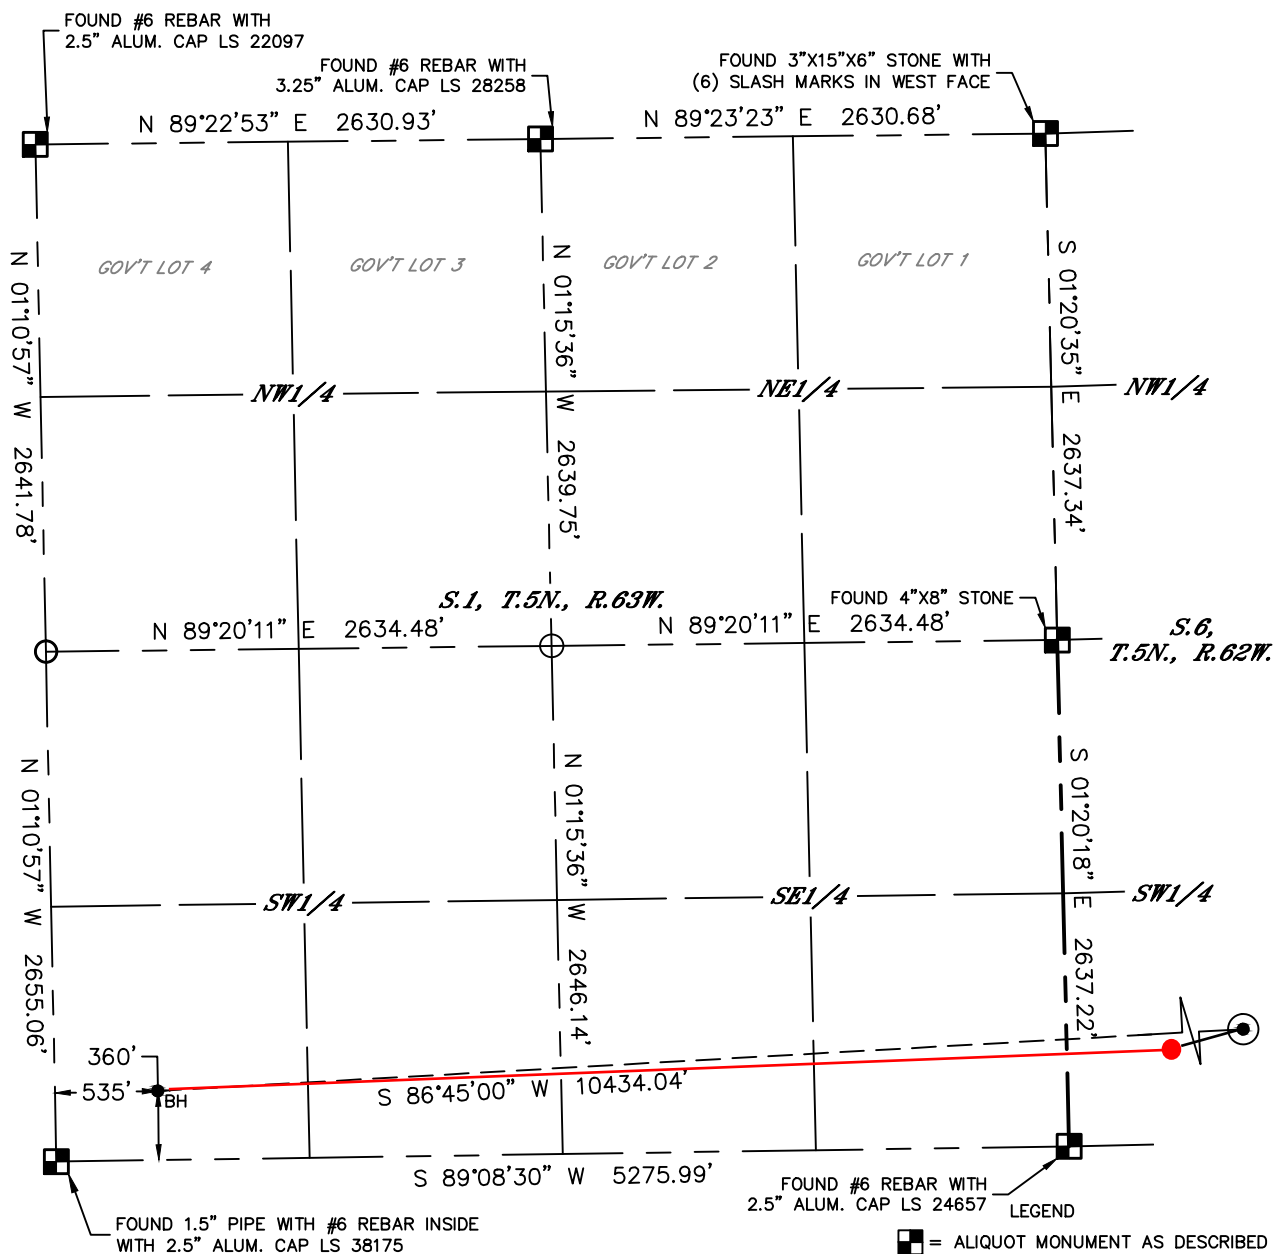 FOUND #6 REBAR WITH
2.5" ALUM. CAP LS 22097
FOUND #6 REBAR WITH
3.25" ALUM. CAP LS 28258
FOUND 3"X15"X6" STONE WITH
(6) SLASH MARKS IN WEST FACE
N 89°22'53" E 2630.93'
N 89°23'23" E 2630.68'
GOV'T LOT 4
GOV'T LOT 3
GOV'T LOT 2
GOV'T LOT 1
N 01°10'57" W 2641.78'
N 01°15'36" W 2639.75'
S 01°20'35" E 2637.34'
NW1/4
NE1/4
NW1/4
S.1, T.5N., R.63W.
FOUND 4"X8" STONE
N 89°20'11" E 2634.48'
N 89°20'11" E 2634.48'
S.6,
T.5N., R.62W.
N 01°10'57" W 2655.06'
N 01°15'36" W 2646.14'
S 01°20'18" E 2637.22'
SW1/4
SE1/4
SW1/4
360'
535'
BH
S 86°45'00" W 10434.04'
S 89°08'30" W 5275.99'
FOUND #6 REBAR WITH
2.5" ALUM. CAP LS 24657
FOUND 1.5" PIPE WITH #6 REBAR INSIDE
WITH 2.5" ALUM. CAP LS 38175
LEGEND
= ALIQUOT MONUMENT AS DESCRIBED